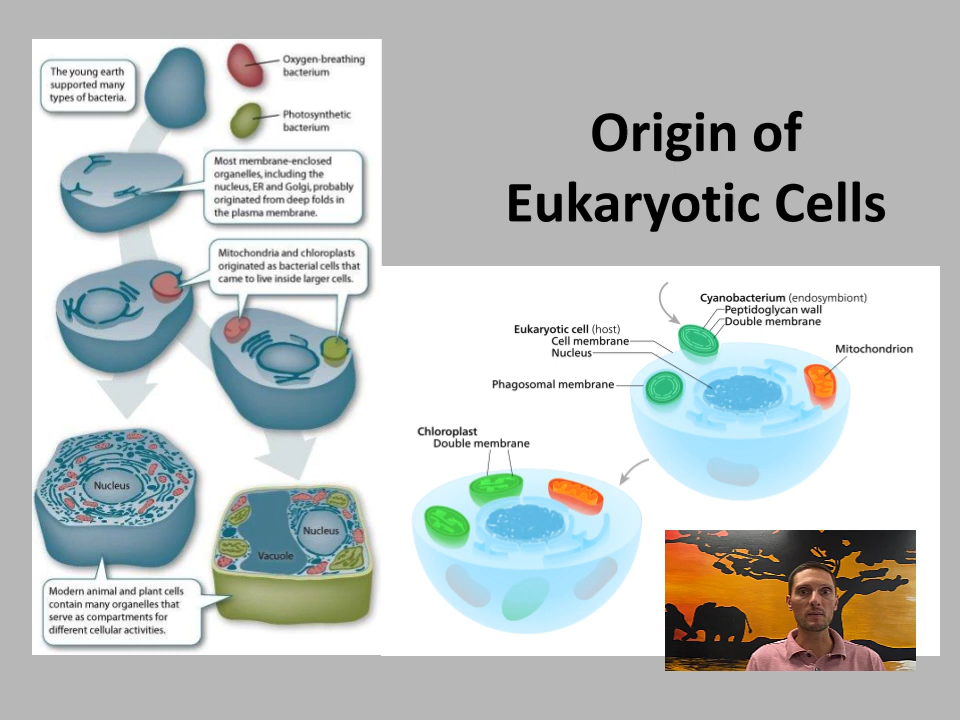 Origin of
Eukaryotic Cells
The young earth
supported many
types of bacteria.
Oxygen-breathing
bacterium
Photosynthetic
bacterium
Most membrane-enclosed
organelles, including the
nucleus, ER and Golgi, probably
originated from deep folds in
the plasma membrane.
Mitochondria and chloroplasts
originated as bacterial cells that
came to live inside larger cells.
Nucleus
Nucleus
Vacuole
Modern animal and plant cells
contain many organelles that
serve as compartments for
different cellular activities.
Cyanobacterium (endosymbiont)
Peptidoglycan wall
Double membrane
Eukaryotic cell (host)
Cell membrane
Nucleus
Mitochondrion
Phagosomal membrane
Chloroplast
Double membrane